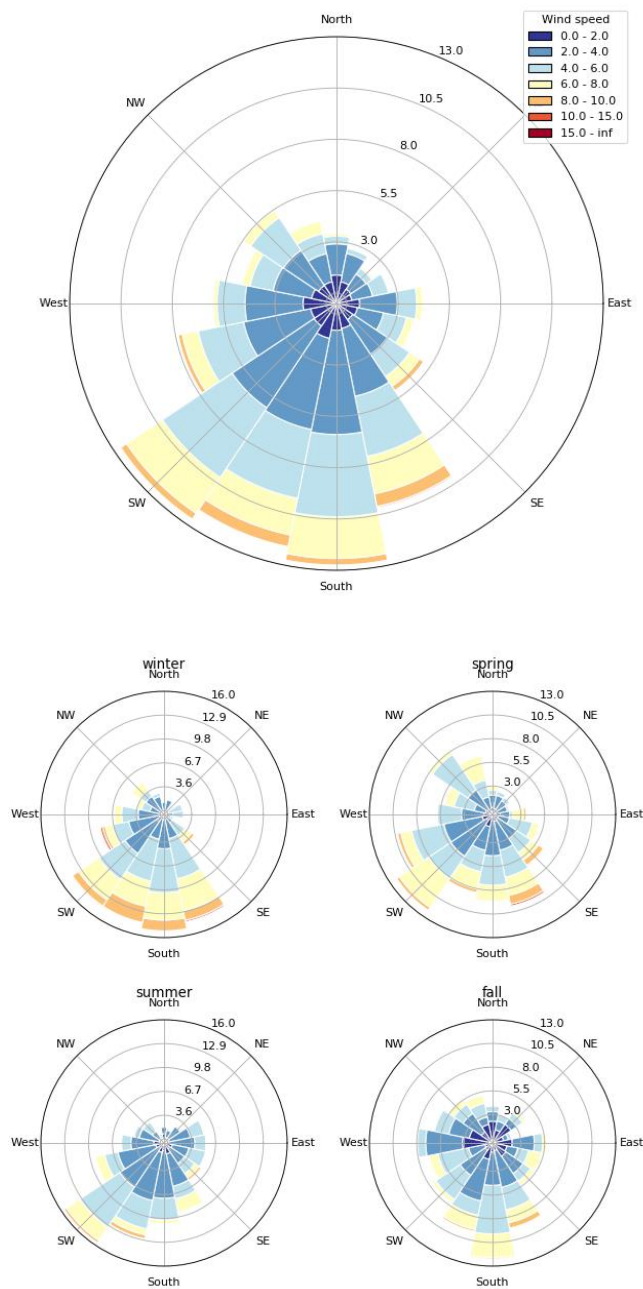 North
Wind speed
0.0 - 2.0
2.0 - 4.0
4.0 - 6.0
6.0 - 8.0
8.0 - 10.0
10.0 - 15.0
15.0 - inf
13.0
10.5
8.0
5.5
3.0
NW
West
East
SW
SE
South
winter
North
16.0
12.9
9.8
6.7
3.6
NW
NE
West
East
SW
SE
South
spring
North
13.0
10.5
8.0
5.5
3.0
NW
NE
West
East
SW
SE
South
summer
North
16.0
12.9
9.8
6.7
3.6
NW
NE
West
East
SW
SE
South
fall
North
13.0
10.5
8.0
5.5
3.0
NW
NE
West
East
SW
SE
South